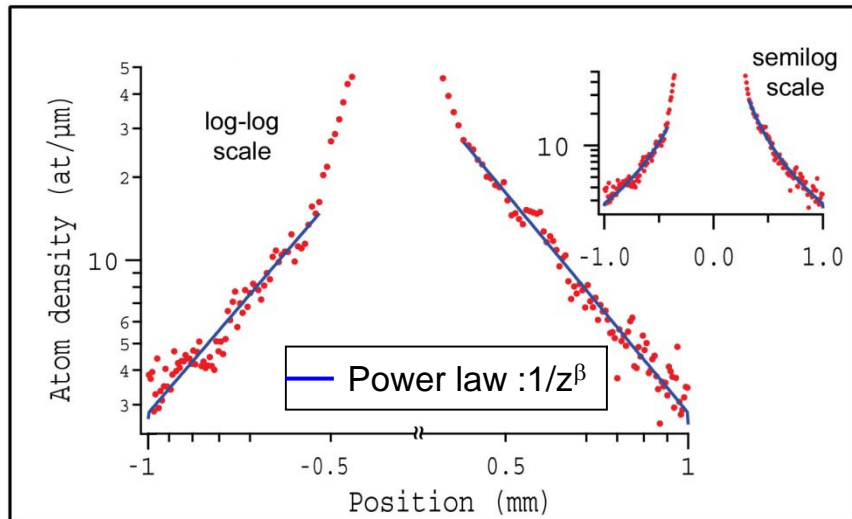 5
4
3
2
10
6
5
4
3
Atom density (at/µm)
log-log
scale
semilog
scale
10
-1.0 0.0 1.0
Power law :1/z^β
-1 -0.5 0.5 1
Position (mm)